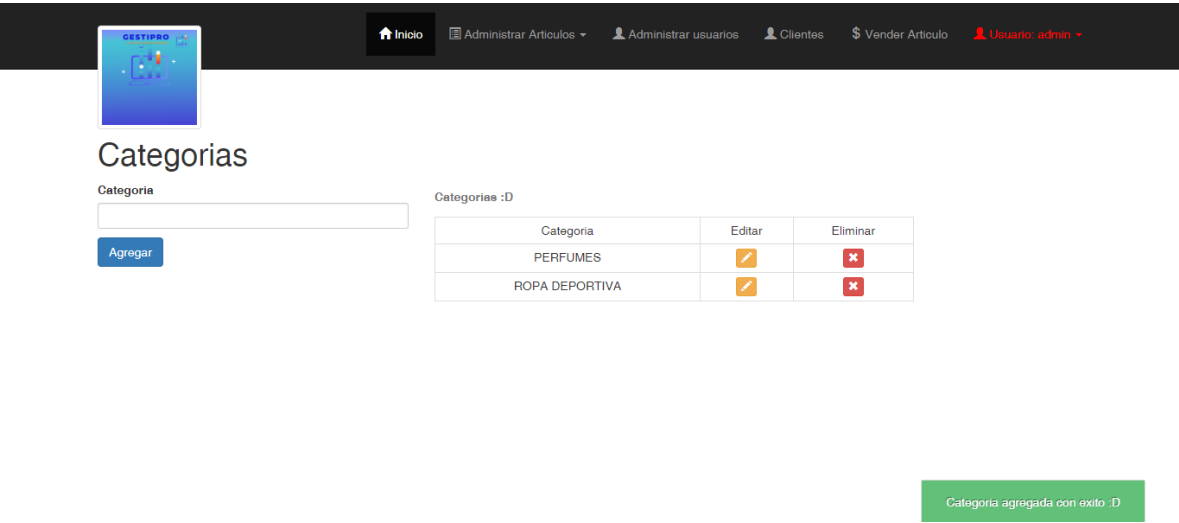 GESTIPRO
Inicio Administrar Articulos Administrar usuarios Clientes $ Vender Articulo Usuario: admin
Categorias
Categoria
Agregar
Categorias :D
Categoria Editar Eliminar
PERFUMES
ROPA DEPORTIVA
Categoria agregada con exito :D